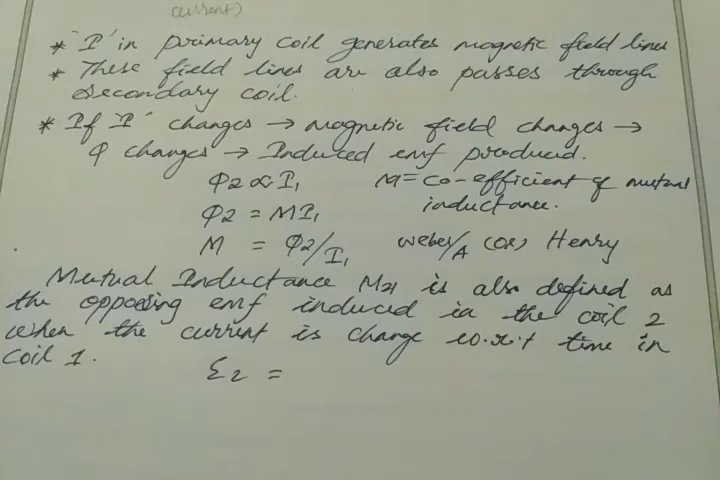 current)
* 'I' in primary coil generates magnetic field lines
* These field lines are also passes through
secondary coil.
* If 'I' changes → magnetic field changes →
φ changes → Induced emf produced.
φ2 ∝ I1 M = co-efficient of mutual
inductance.
φ2 = MI1
M = φ2/I1 weber/A (or) Henry
Mutual Inductance M21 is also defined as
the opposing emf induced in the coil 2
when the current is change w.r.t time in
coil 1.
Ɛ2 =